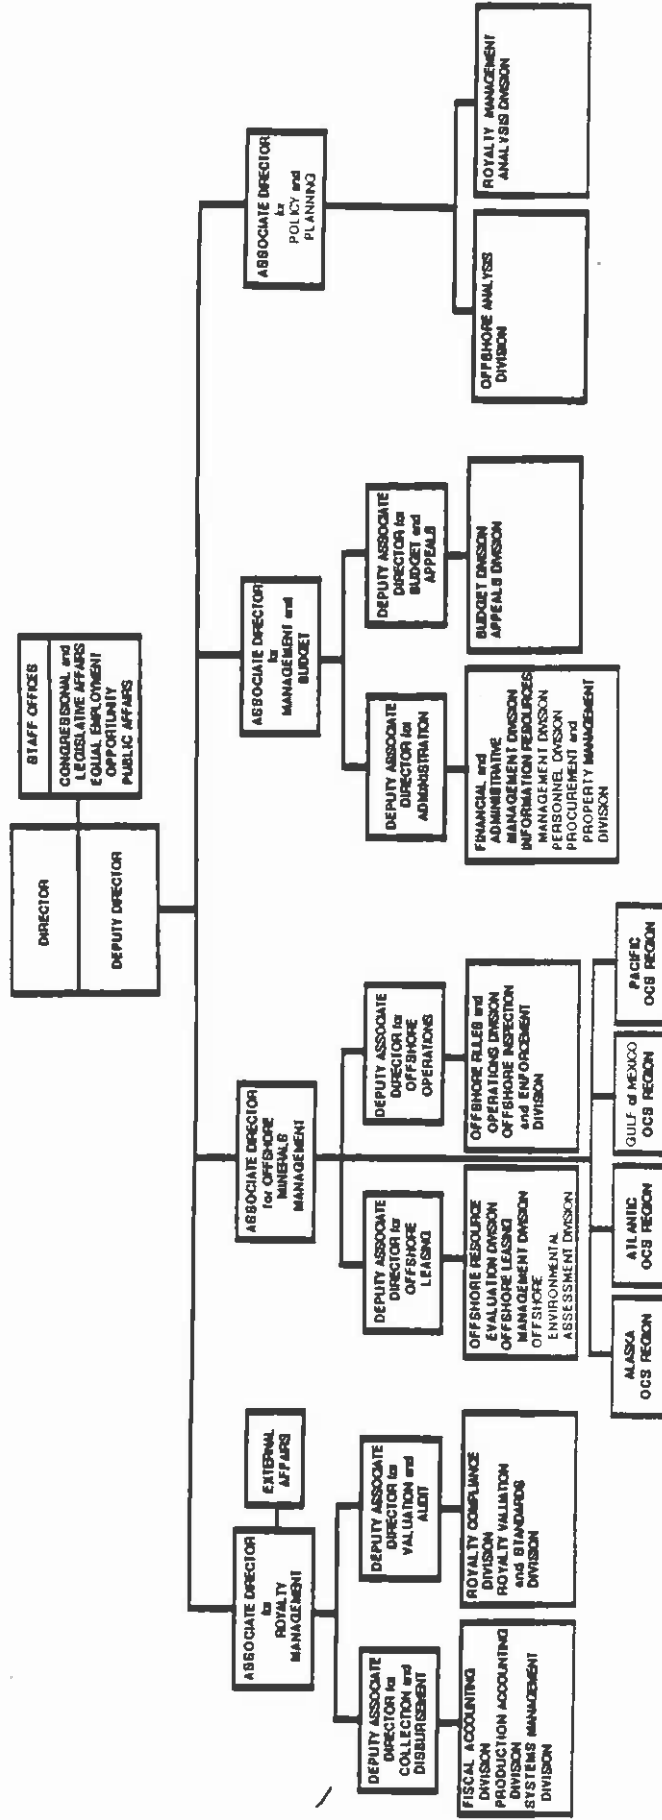 DIRECTOR
DEPUTY DIRECTOR
STAFF OFFICES
CONGRESSIONAL and
LEGISLATIVE AFFAIRS
EQUAL EMPLOYMENT
OPPORTUNITY
PUBLIC AFFAIRS
ASSOCIATE DIRECTOR
for
ROYALTY
MANAGEMENT
EXTERNAL
AFFAIRS
ASSOCIATE DIRECTOR
for OFFSHORE
MINERALS
MANAGEMENT
ASSOCIATE DIRECTOR
for
MANAGEMENT and
BUDGET
ASSOCIATE DIRECTOR
for
POLICY and
PLANNING
DEPUTY ASSOCIATE
DIRECTOR for
COLLECTION and
DISBURSEMENT
DEPUTY ASSOCIATE
DIRECTOR for
VALUATION and
AUDIT
DEPUTY ASSOCIATE
DIRECTOR for
OFFSHORE
LEASING
DEPUTY ASSOCIATE
DIRECTOR for
OFFSHORE
OPERATIONS
DEPUTY ASSOCIATE
DIRECTOR for
ADMINISTRATION
DEPUTY ASSOCIATE
DIRECTOR for
BUDGET and
APPEALS
FISCAL ACCOUNTING
DIVISION
PRODUCTION ACCOUNTING
DIVISION
SYSTEMS MANAGEMENT
DIVISION
ROYALTY COMPLIANCE
DIVISION
ROYALTY VALUATION
and STANDARDS
DIVISION
OFFSHORE RESOURCE
EVALUATION DIVISION
OFFSHORE LEASING
MANAGEMENT DIVISION
OFFSHORE
ENVIRONMENTAL
ASSESSMENT DIVISION
OFFSHORE RULES and
OPERATIONS DIVISION
OFFSHORE INSPECTION
and ENFORCEMENT
DIVISION
FINANCIAL and
ADMINISTRATIVE
MANAGEMENT DIVISION
INFORMATION RESOURCES
MANAGEMENT DIVISION
PERSONNEL DIVISION
PROCUREMENT and
PROPERTY MANAGEMENT
DIVISION
BUDGET DIVISION
APPEALS DIVISION
OFFSHORE ANALYSIS
DIVISION
ROYALTY MANAGEMENT
ANALYSIS DIVISION
ALASKA
OCS REGION
ATLANTIC
OCS REGION
GULF of MEXICO
OCS REGION
PACIFIC
OCS REGION